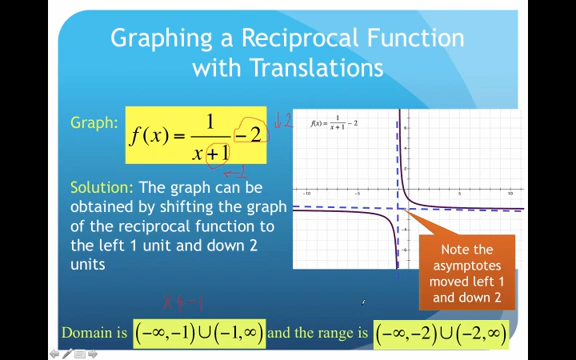 Graphing a Reciprocal Function
with Translations
Graph:
f(x) = 1/(x+1) − 2
↓2
←1
f(x) = 1/(x+1) − 2
Solution: The graph can be
obtained by shifting the graph
of the reciprocal function to
the left 1 unit and down 2
units
-10
-5
5
10
Note the
asymptotes
moved left 1
and down 2
x ≠ -1
Domain is (−∞,−1)∪(−1,∞) and the range is (−∞,−2)∪(−2,∞)